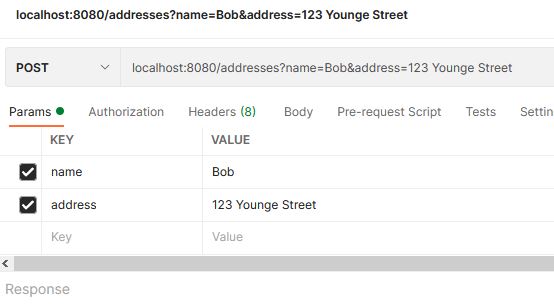 localhost:8080/addresses?name=Bob&address=123 Younge Street
POST localhost:8080/addresses?name=Bob&address=123 Younge Street
Params Authorization Headers (8) Body Pre-request Script Tests Settin
KEY VALUE
name Bob
address 123 Younge Street
Key Value
Response